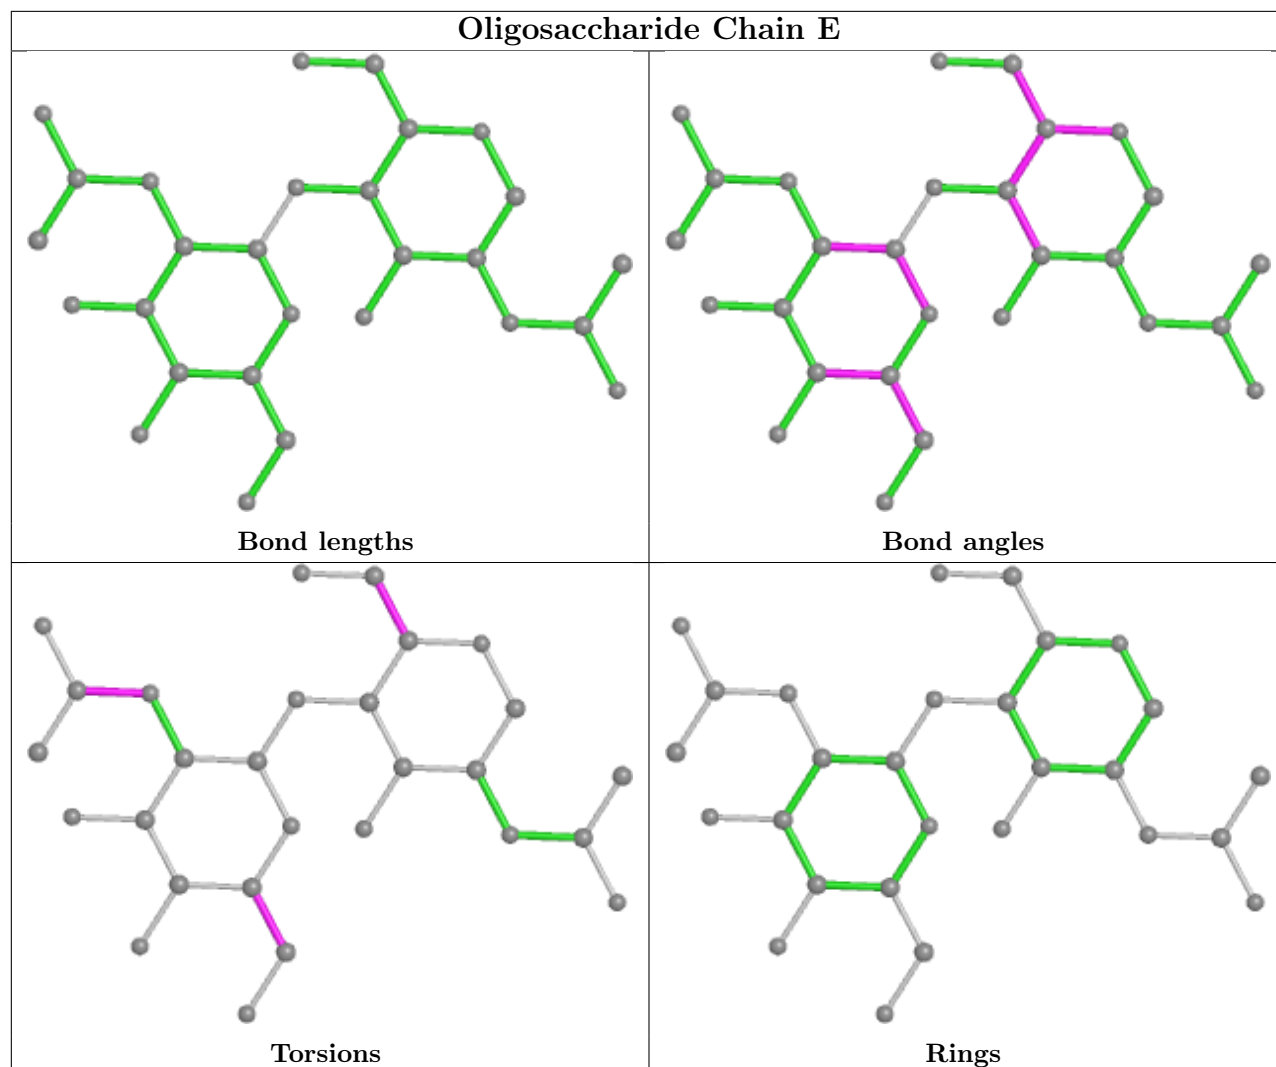 Oligosaccharide Chain E
Bond lengths
Bond angles
Torsions
Rings